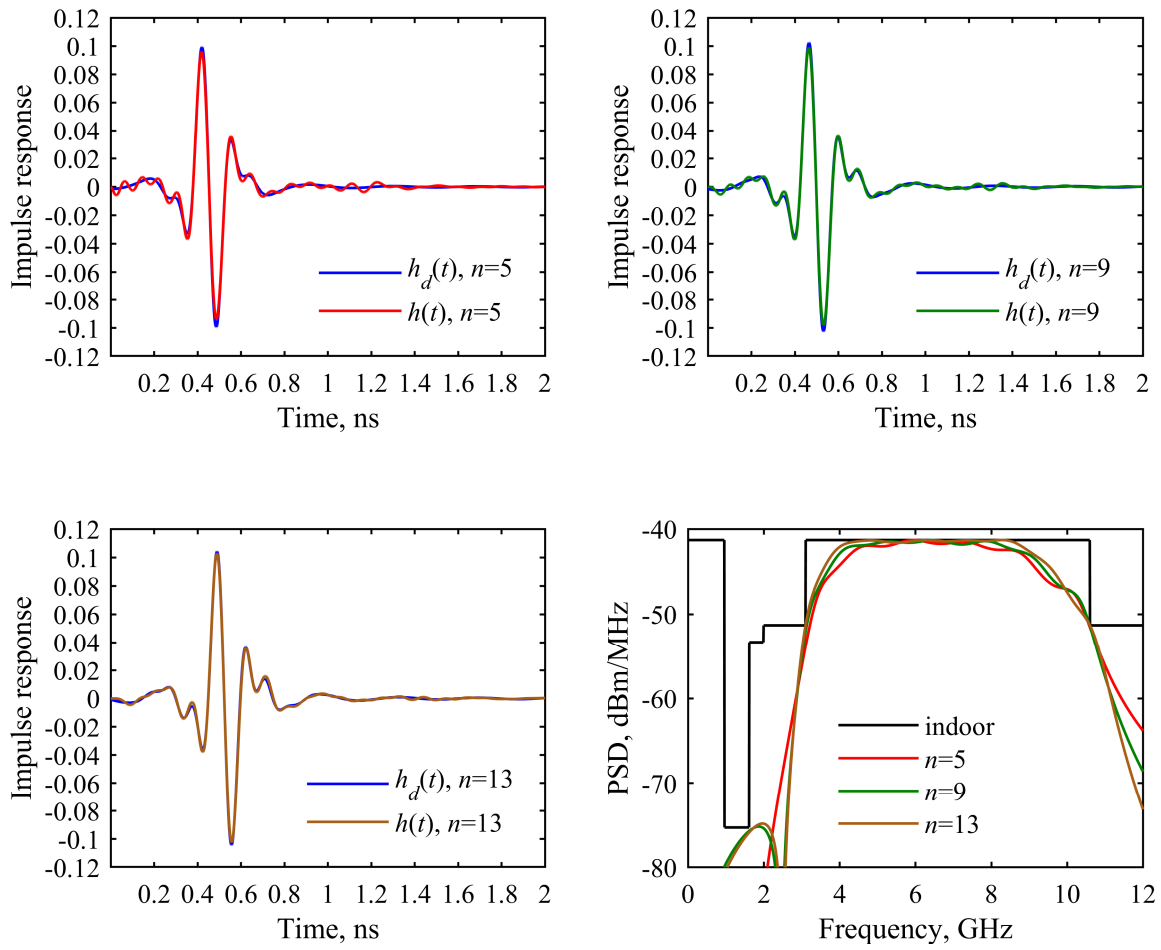 0.12
0.1
0.08
0.06
0.04
0.02
0
-0.02
-0.04
-0.06
-0.08
-0.1
-0.12
Impulse response
h_d(t), n=5
h(t), n=5
0.2 0.4 0.6 0.8 1 1.2 1.4 1.6 1.8 2
Time, ns
0.12
0.1
0.08
0.06
0.04
0.02
0
-0.02
-0.04
-0.06
-0.08
-0.1
-0.12
Impulse response
h_d(t), n=9
h(t), n=9
0.2 0.4 0.6 0.8 1 1.2 1.4 1.6 1.8 2
Time, ns
0.12
0.1
0.08
0.06
0.04
0.02
0
-0.02
-0.04
-0.06
-0.08
-0.1
-0.12
Impulse response
h_d(t), n=13
h(t), n=13
0.2 0.4 0.6 0.8 1 1.2 1.4 1.6 1.8 2
Time, ns
-40
-50
-60
-70
-80
PSD, dBm/MHz
indoor
n=5
n=9
n=13
0 2 4 6 8 10 12
Frequency, GHz